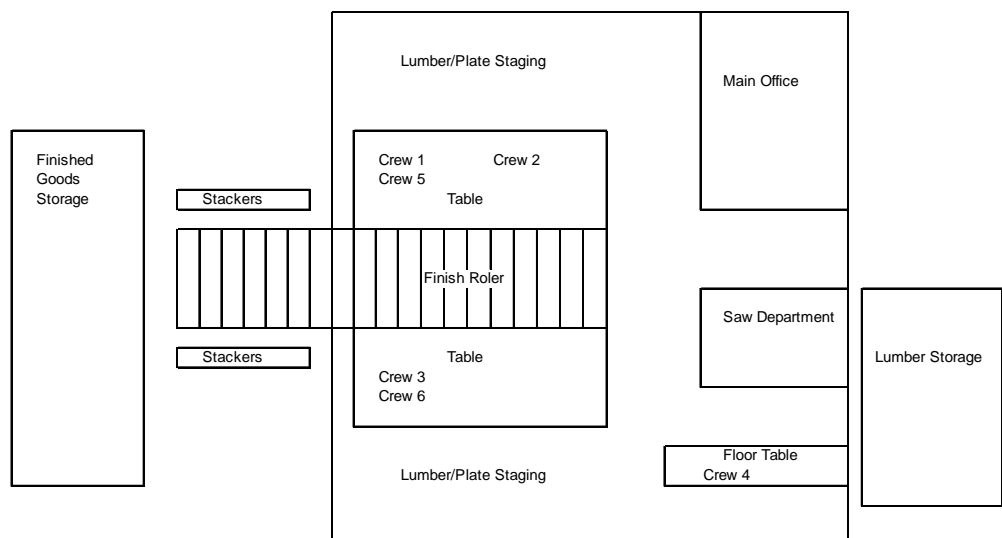 Lumber/Plate Staging
Main Office
Finished
Goods
Storage
Crew 1
Crew 2
Crew 5
Table
Stackers
Finish Roler
Saw Department
Stackers
Table
Lumber Storage
Crew 3
Crew 6
Floor Table
Crew 4
Lumber/Plate Staging